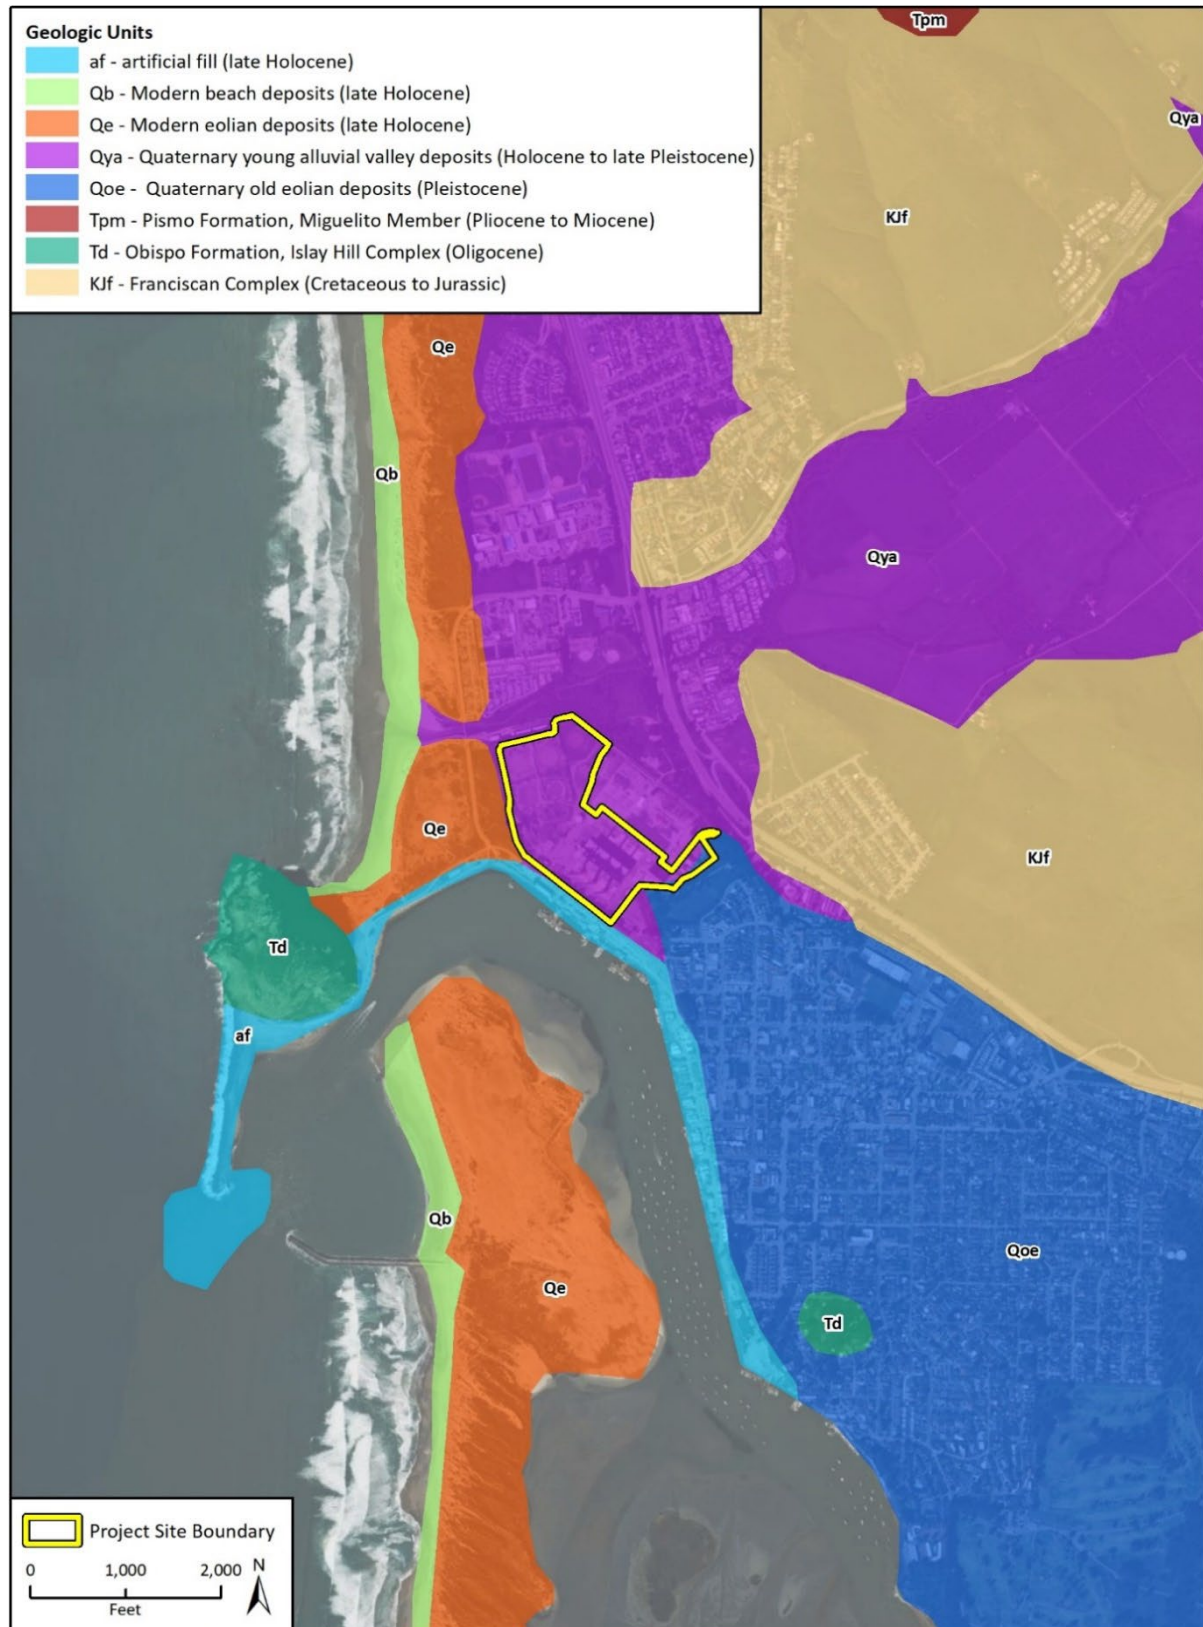 Geologic Units
af - artificial fill (late Holocene)
Qb - Modern beach deposits (late Holocene)
Qe - Modern eolian deposits (late Holocene)
Qya - Quaternary young alluvial valley deposits (Holocene to late Pleistocene)
Qoe - Quaternary old eolian deposits (Pleistocene)
Tpm - Pismo Formation, Miguelito Member (Pliocene to Miocene)
Td - Obispo Formation, Islay Hill Complex (Oligocene)
KJf - Franciscan Complex (Cretaceous to Jurassic)
Tpm
Qya
KJf
Qe
Qb
Qya
Qe
KJf
Td
af
Qb
Qoe
Qe
Td
Project Site Boundary
0 1,000 2,000 N
Feet